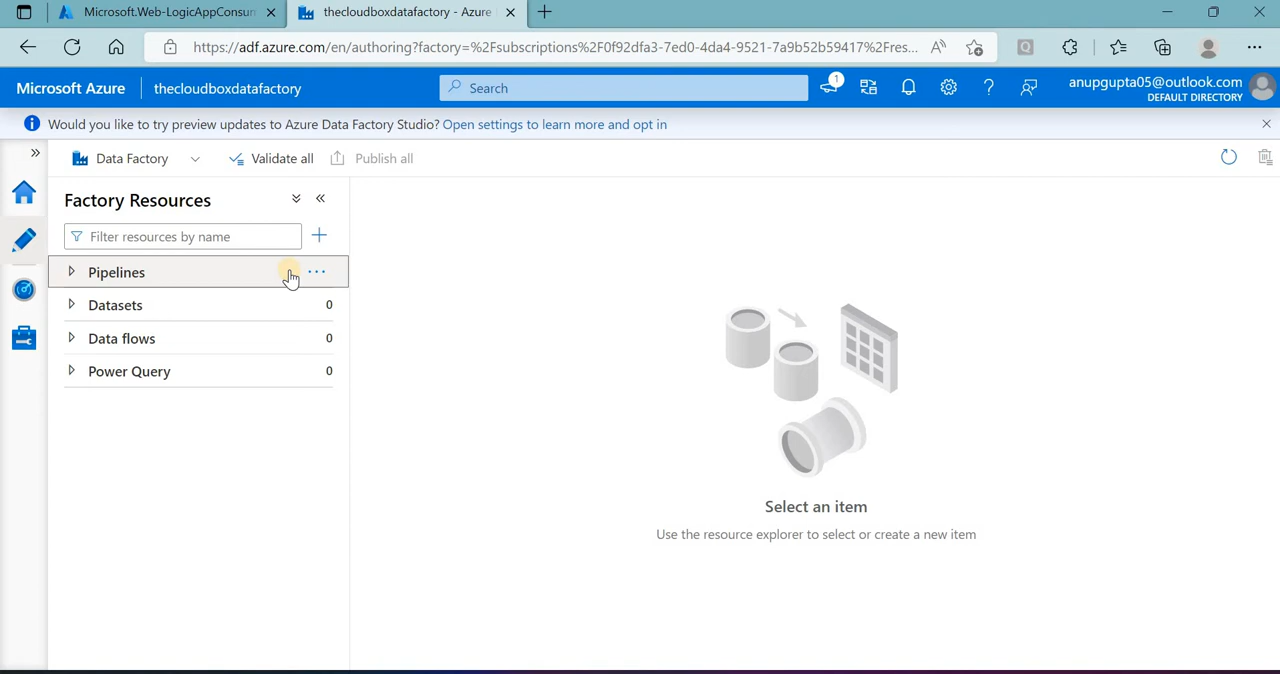 Microsoft.Web-LogicAppConsun
thecloudboxdatafactory - Azure
https://adf.azure.com/en/authoring?factory=%2Fsubscriptions%2F0f92dfa3-7ed0-4da4-9521-7a9b52b59417%2Fres...
Microsoft Azure
thecloudboxdatafactory
Search
1
anupgupta05@outlook.com
DEFAULT DIRECTORY
Would you like to try preview updates to Azure Data Factory Studio? Open settings to learn more and opt in
Data Factory
Validate all
Publish all
Factory Resources
Filter resources by name
Pipelines
Datasets 0
Data flows 0
Power Query 0
Select an item
Use the resource explorer to select or create a new item